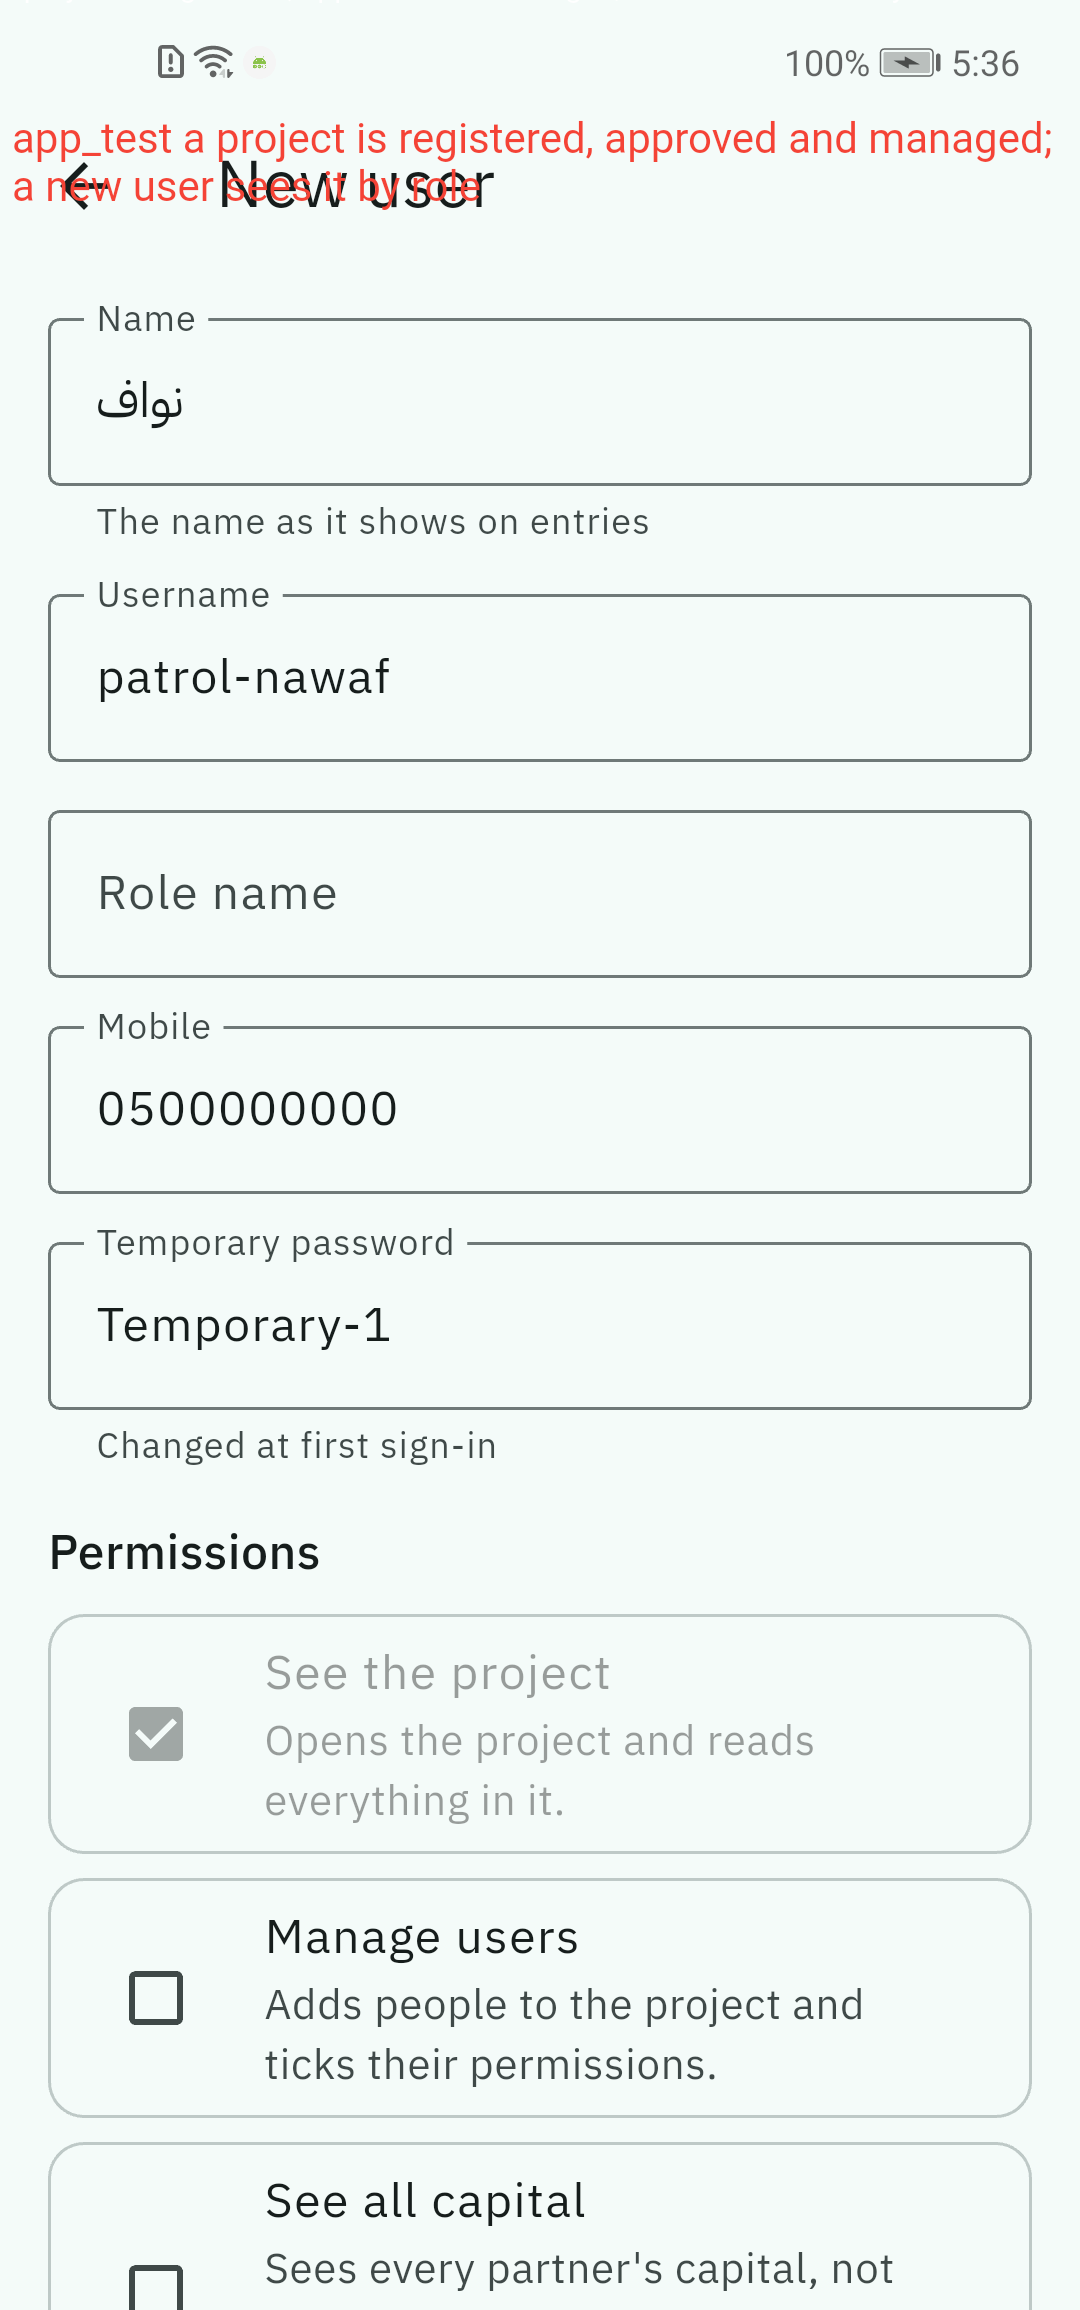 100% 5:36
app_test a project is registered, approved and managed;
a new user sees it by role
New user
Name
نواف
The name as it shows on entries
Username
patrol-nawaf
Role name
Mobile
0500000000
Temporary password
Temporary-1
Changed at first sign-in
Permissions
See the project
Opens the project and reads
everything in it.
Manage users
Adds people to the project and
ticks their permissions.
See all capital
Sees every partner's capital, not